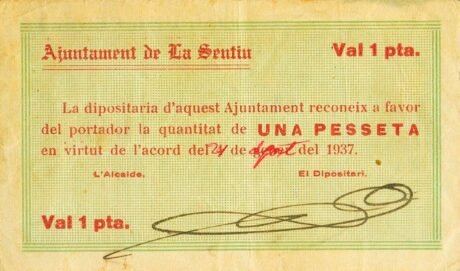 Ajuntament de La Sentiu Val 1 pta.
La dipositaria d'aquest Ajuntament reconeix a favor
del portador la quantitat de UNA PESSETA
en virtut de l'acord del 24 de agost del 1937.
L'Alcalde. El Dipositari.
Val 1 pta.